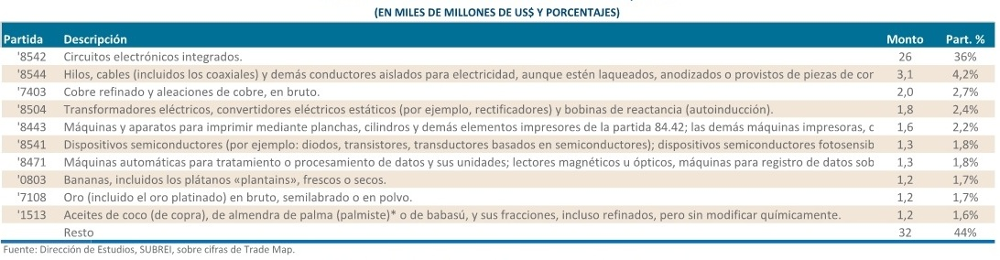 (EN MILES DE MILLONES DE US$ Y PORCENTAJES)
Partida Descripción Monto Part. %
'8542 Circuitos electrónicos integrados. 26 36%
'8544 Hilos, cables (incluidos los coaxiales) y demás conductores aislados para electricidad, aunque estén laqueados, anodizados o provistos de piezas de cor 3,1 4,2%
'7403 Cobre refinado y aleaciones de cobre, en bruto. 2,0 2,7%
'8504 Transformadores eléctricos, convertidores eléctricos estáticos (por ejemplo, rectificadores) y bobinas de reactancia (autoinducción). 1,8 2,4%
'8443 Máquinas y aparatos para imprimir mediante planchas, cilindros y demás elementos impresores de la partida 84.42; las demás máquinas impresoras, c 1,6 2,2%
'8541 Dispositivos semiconductores (por ejemplo: diodos, transistores, transductores basados en semiconductores); dispositivos semiconductores fotosensib 1,3 1,8%
'8471 Máquinas automáticas para tratamiento o procesamiento de datos y sus unidades; lectores magnéticos u ópticos, máquinas para registro de datos sob 1,3 1,8%
'0803 Bananas, incluidos los plátanos «plantains», frescos o secos. 1,2 1,7%
'7108 Oro (incluido el oro platinado) en bruto, semilabrado o en polvo. 1,2 1,7%
'1513 Aceites de coco (de copra), de almendra de palma (palmiste)* o de babasú, y sus fracciones, incluso refinados, pero sin modificar químicamente. 1,2 1,6%
Resto 32 44%
Fuente: Dirección de Estudios, SUBREI, sobre cifras de Trade Map.